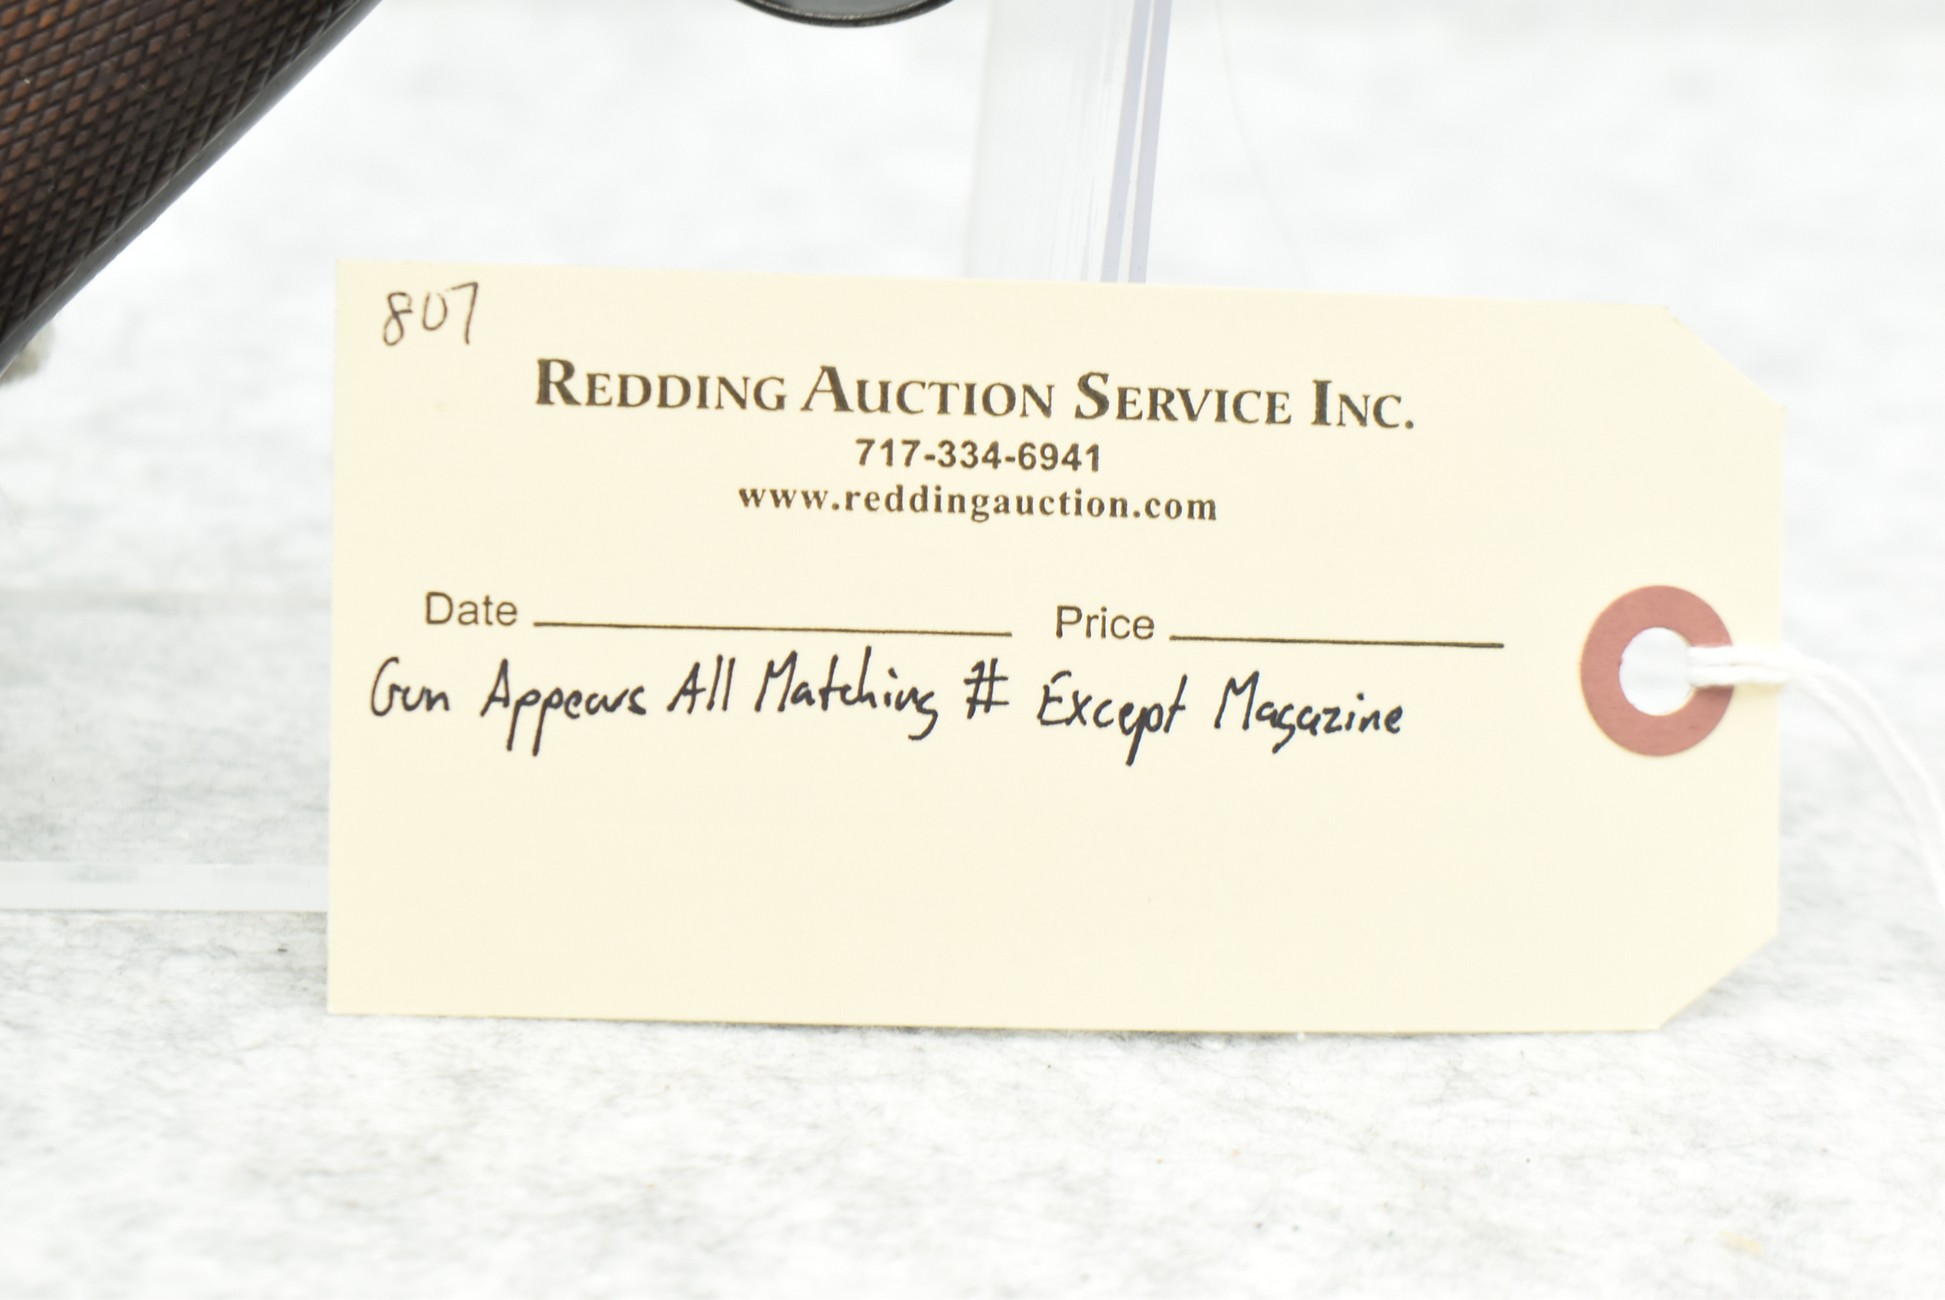 807
Redding Auction Service Inc.
717-334-6941
www.reddingauction.com
Date Price
Gun Appears All Matching # Except Magazine